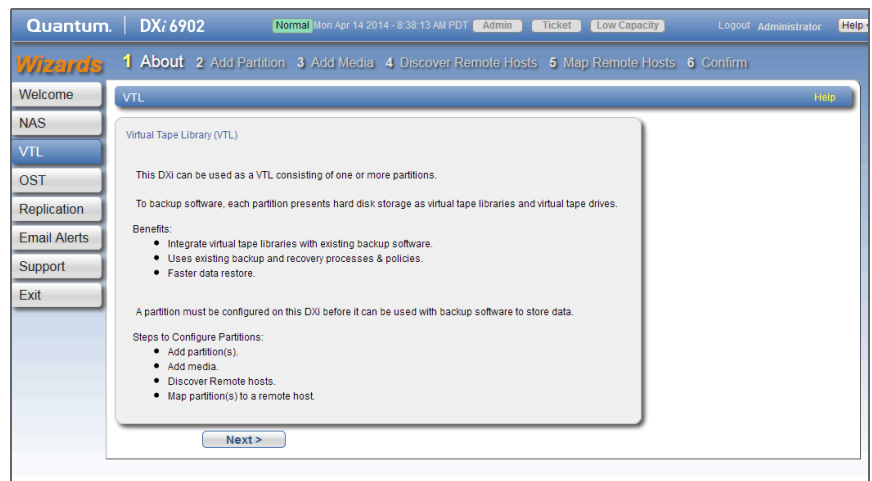 Quantum. DXi 6902 Normal Mon Apr 14 2014 - 8:38:13 AM PDT Admin Ticket Low Capacity Logout Administrator Help
Wizards 1 About 2 Add Partition 3 Add Media 4 Discover Remote Hosts 5 Map Remote Hosts 6 Confirm
Welcome
NAS
VTL
OST
Replication
Email Alerts
Support
Exit
VTL Help
Virtual Tape Library (VTL)
This DXi can be used as a VTL consisting of one or more partitions.
To backup software, each partition presents hard disk storage as virtual tape libraries and virtual tape drives.
Benefits:
• Integrate virtual tape libraries with existing backup software.
• Uses existing backup and recovery processes & policies.
• Faster data restore.
A partition must be configured on this DXi before it can be used with backup software to store data.
Steps to Configure Partitions:
• Add partition(s).
• Add media.
• Discover Remote hosts.
• Map partition(s) to a remote host.
Next >